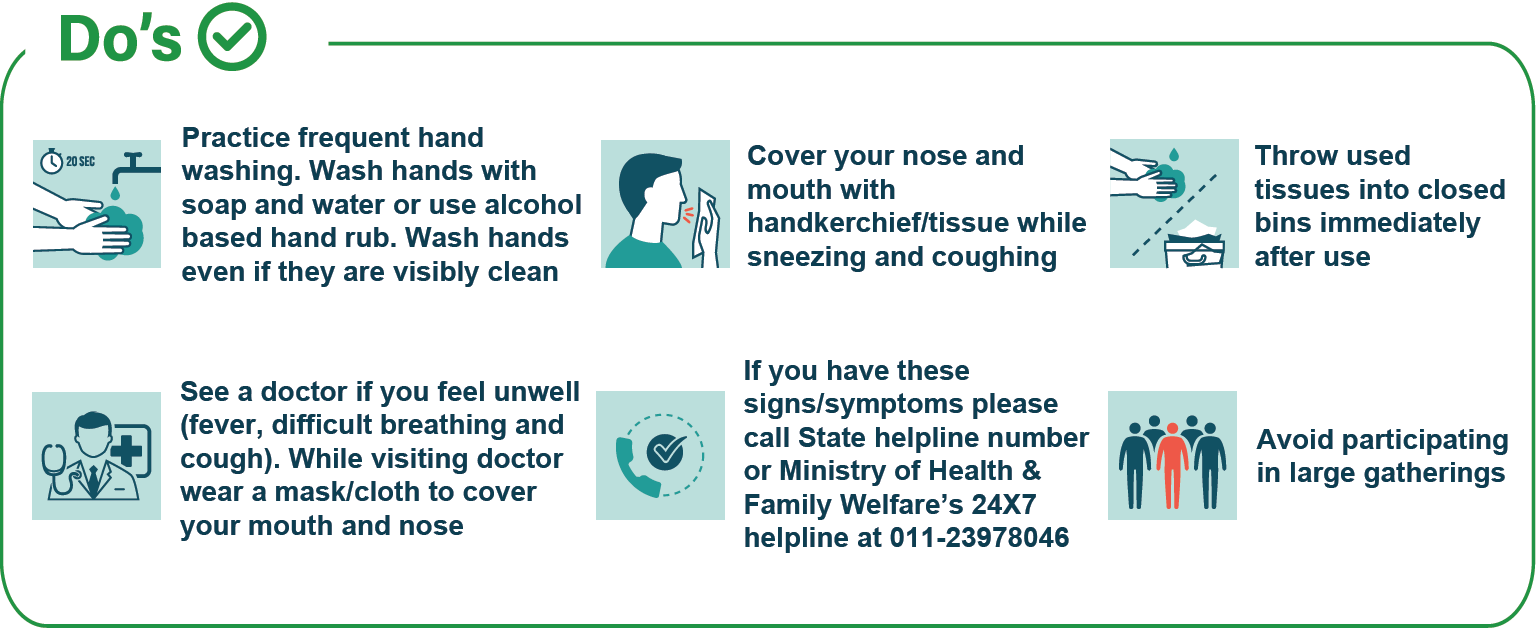 Do’s
20 SEC
Practice frequent hand
washing. Wash hands with
soap and water or use alcohol
based hand rub. Wash hands
even if they are visibly clean
Cover your nose and
mouth with
handkerchief/tissue while
sneezing and coughing
Throw used
tissues into closed
bins immediately
after use
See a doctor if you feel unwell
(fever, difficult breathing and
cough). While visiting doctor
wear a mask/cloth to cover
your mouth and nose
If you have these
signs/symptoms please
call State helpline number
or Ministry of Health &
Family Welfare’s 24X7
helpline at 011-23978046
Avoid participating
in large gatherings